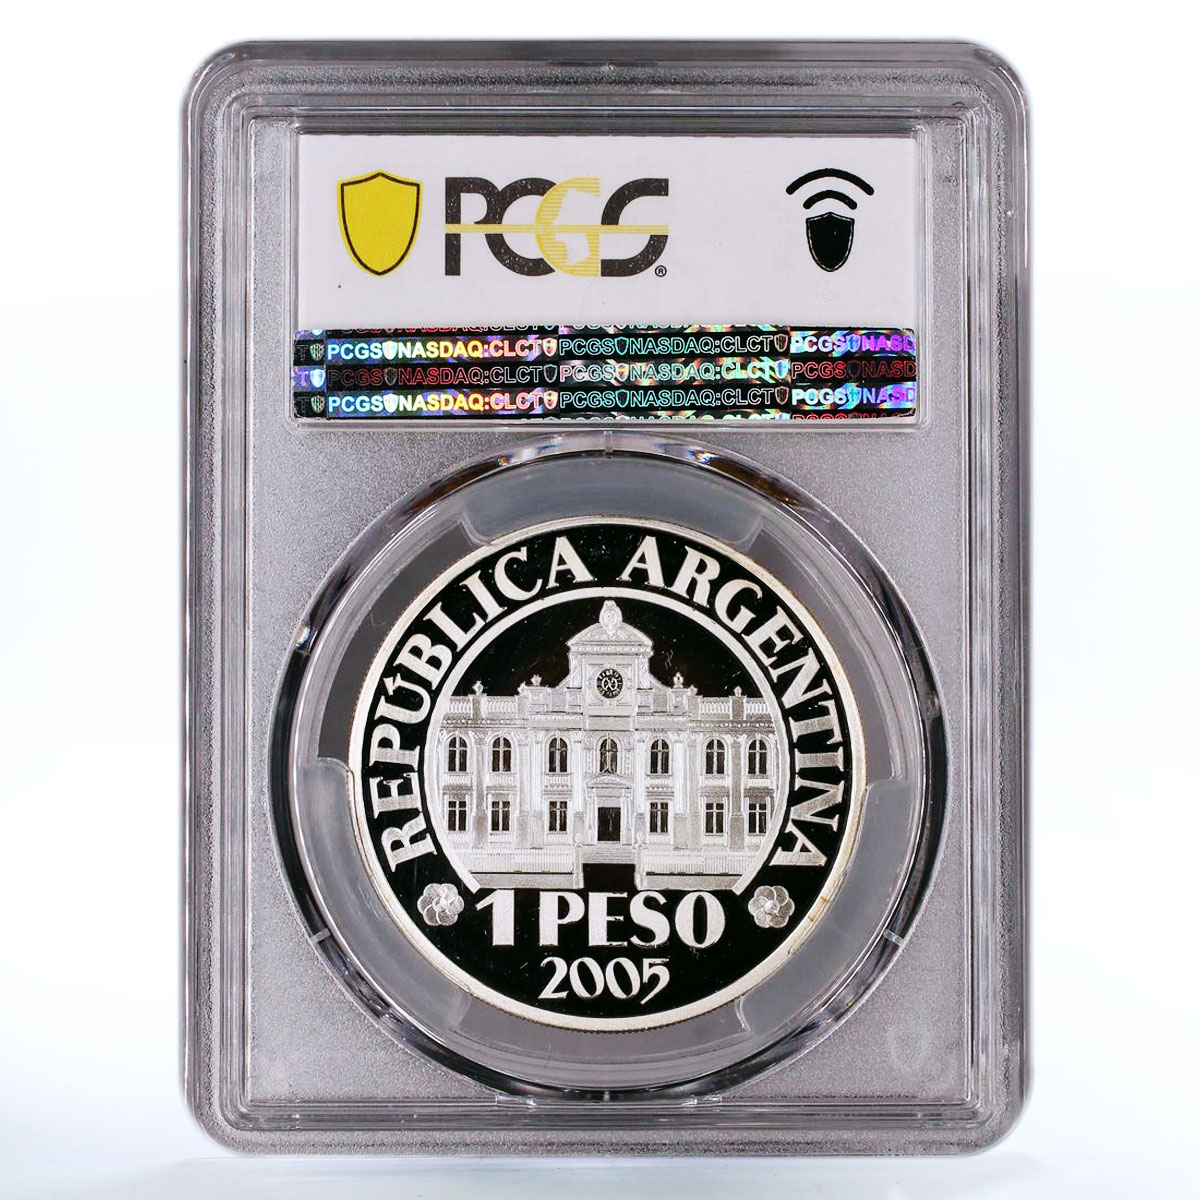 PCGS®
T PCGS NASDAQ:CLCT PCGS NASDAQ:CLCT PCGS NASD
T PCGS NASDAQ:CLCT PCGS NASDAQ:CLCT PCGS NASDA
T PCGS NASDAQ:CLCT PCGS NASDAQ:CLCT PCGS NASD
REPÚBLICA ARGENTINA
1 PESO
2005